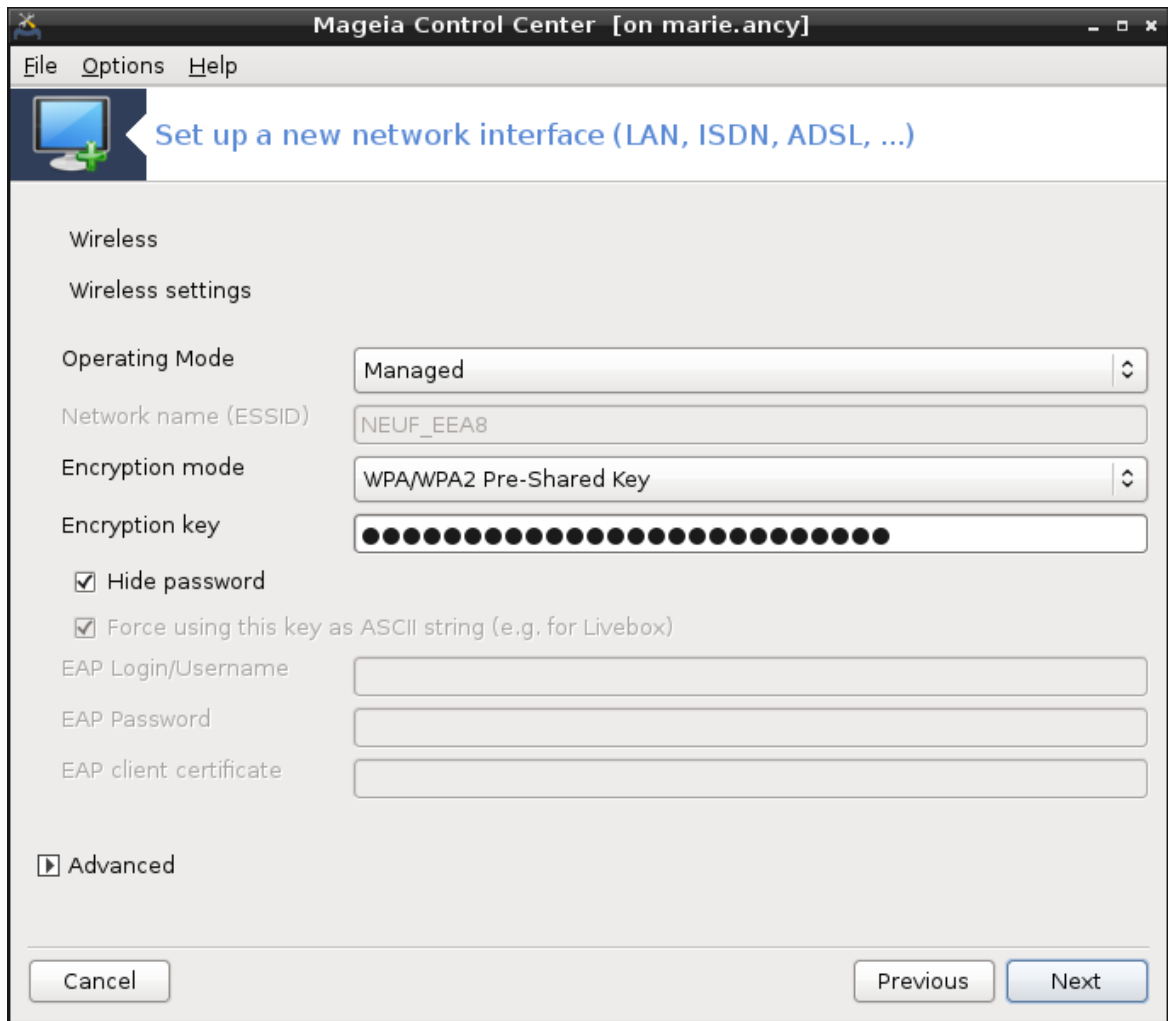 Mageia Control Center [on marie.ancy]
File Options Help
Set up a new network interface (LAN, ISDN, ADSL, ...)
Wireless
Wireless settings
Operating Mode Managed
Network name (ESSID) NEUF_EEA8
Encryption mode WPA/WPA2 Pre-Shared Key
Encryption key ●●●●●●●●●●●●●●●●●●●●●●●●●●
Hide password
Force using this key as ASCII string (e.g. for Livebox)
EAP Login/Username
EAP Password
EAP client certificate
Advanced
Cancel Previous Next